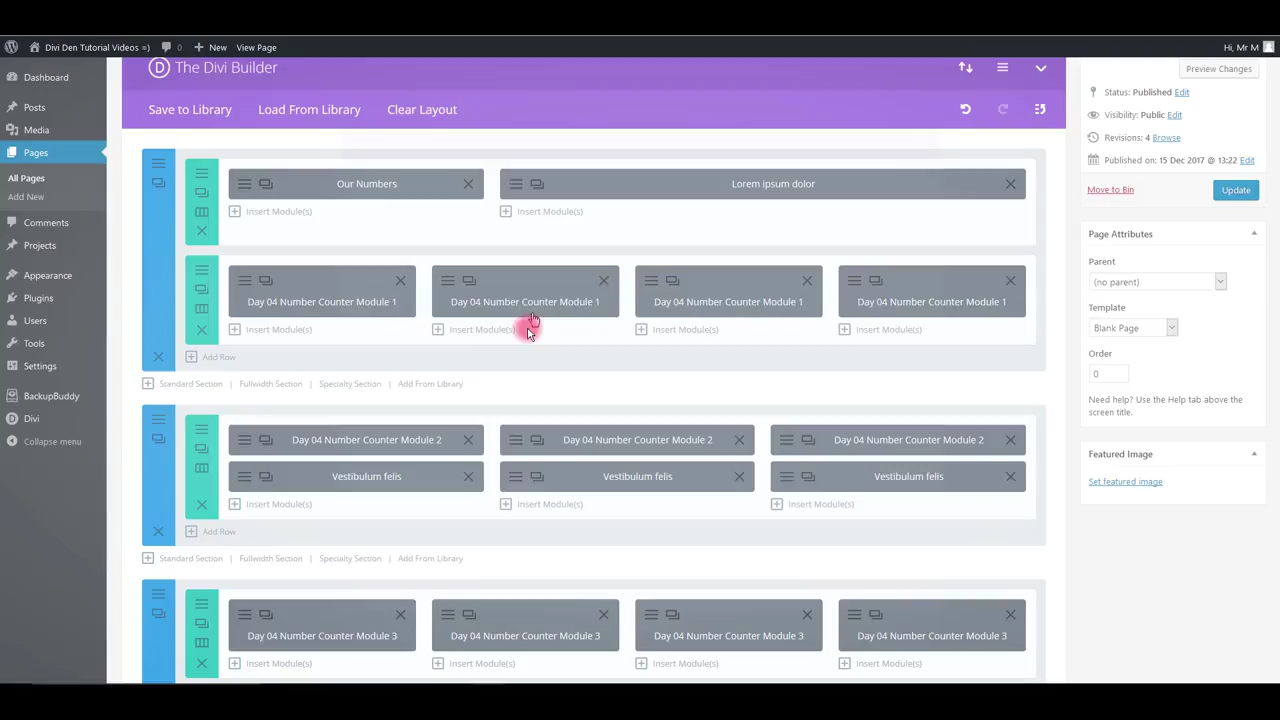 Divi Den Tutorial Videos =) 0 New View Page Hi, Mr M
Dashboard
Posts
Media
Pages
All Pages
Add New
Comments
Projects
Appearance
Plugins
Users
Tools
Settings
BackupBuddy
Divi
Collapse menu
D The Divi Builder
Save to Library Load From Library Clear Layout
Our Numbers Lorem ipsum dolor
Insert Module(s) Insert Module(s)
Day 04 Number Counter Module 1 Day 04 Number Counter Module 1 Day 04 Number Counter Module 1 Day 04 Number Counter Module 1
Insert Module(s) Insert Module(s) Insert Module(s) Insert Module(s)
Add Row
Standard Section | Fullwidth Section | Specialty Section | Add From Library
Day 04 Number Counter Module 2 Day 04 Number Counter Module 2 Day 04 Number Counter Module 2
Vestibulum felis Vestibulum felis Vestibulum felis
Insert Module(s) Insert Module(s) Insert Module(s)
Add Row
Standard Section | Fullwidth Section | Specialty Section | Add From Library
Day 04 Number Counter Module 3 Day 04 Number Counter Module 3 Day 04 Number Counter Module 3 Day 04 Number Counter Module 3
Insert Module(s) Insert Module(s) Insert Module(s) Insert Module(s)
Preview Changes
Status: Published Edit
Visibility: Public Edit
Revisions: 4 Browse
Published on: 15 Dec 2017 @ 13:22 Edit
Move to Bin Update
Page Attributes
Parent
(no parent)
Template
Blank Page
Order
0
Need help? Use the Help tab above the
screen title.
Featured Image
Set featured image